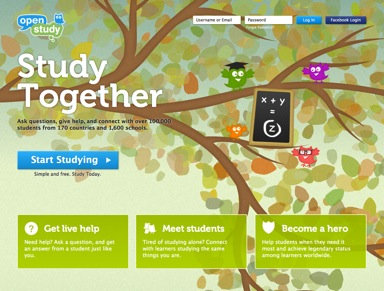 open study
Username or Email
Password
Log In
Facebook Login
Forgot Password?
Study
Together
Ask questions, give help, and connect with over 100,000
students from 170 countries and 1,600 schools.
x + y
=
z
Start Studying
Simple and free. Study Today.
Get live help
Need help? Ask a question, and get
an answer from a student just like
you.
Meet students
Tired of studying alone? Connect
with learners studying the same
things you are.
Become a hero
Help students when they need it
most and achieve legendary status
among learners worldwide.